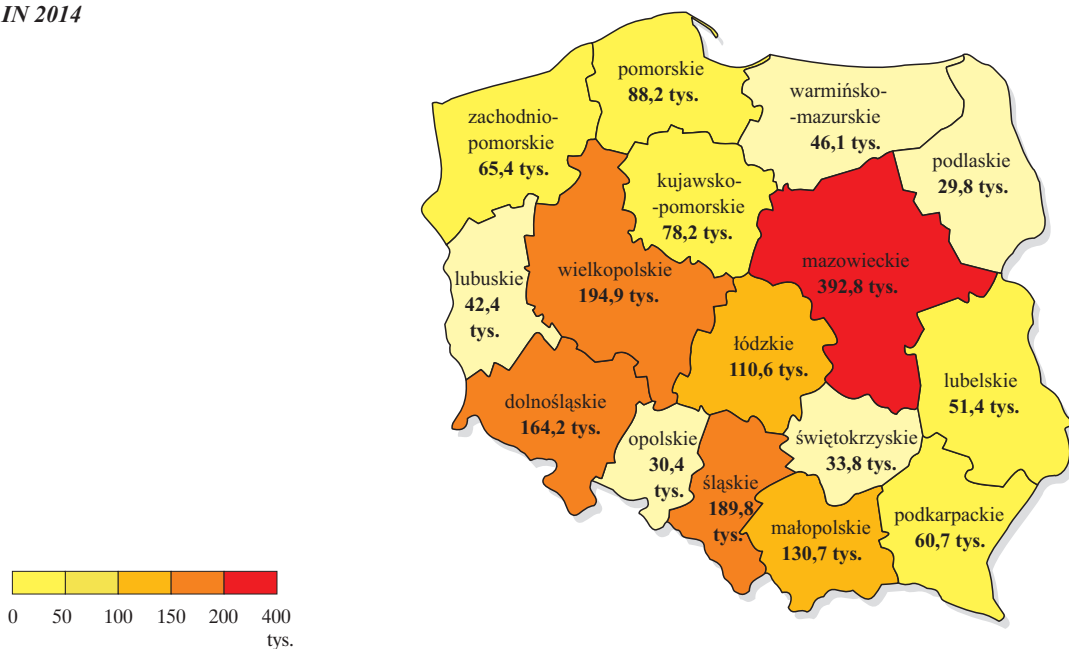 IN 2014
pomorskie
88,2 tys.
warmińsko-
-mazurskie
46,1 tys.
zachodnio-
pomorskie
65,4 tys.
podlaskie
29,8 tys.
kujawsko-
-pomorskie
78,2 tys.
mazowieckie
392,8 tys.
wielkopolskie
194,9 tys.
lubuskie
42,4
tys.
łódzkie
110,6 tys.
lubelskie
51,4 tys.
dolnośląskie
164,2 tys.
opolskie
30,4
tys.
świętokrzyskie
33,8 tys.
śląskie
189,8
tys.
małopolskie
130,7 tys.
podkarpackie
60,7 tys.
0 50 100 150 200 400
tys.